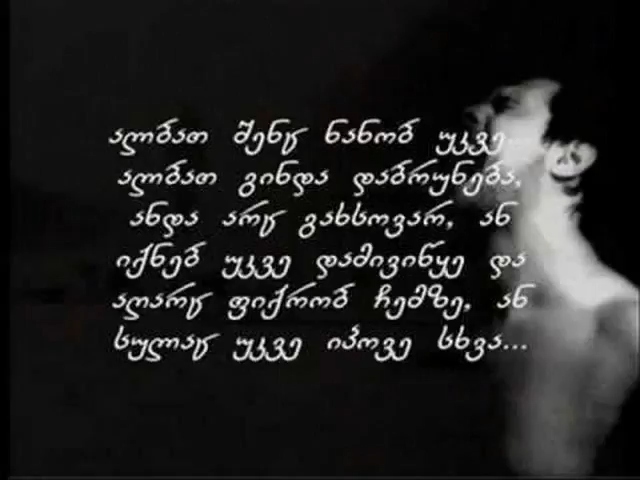 ალბათ შენც ნანობ უკვე...
ალბათ გინდა დაბრუნება,
ანდა არც გახსოვარ, ან
იქნებ უკვე დამივიწყე და
აღარც ფიქრობ ჩემზე, ან
სულაც უკვე იპოვე სხვა...